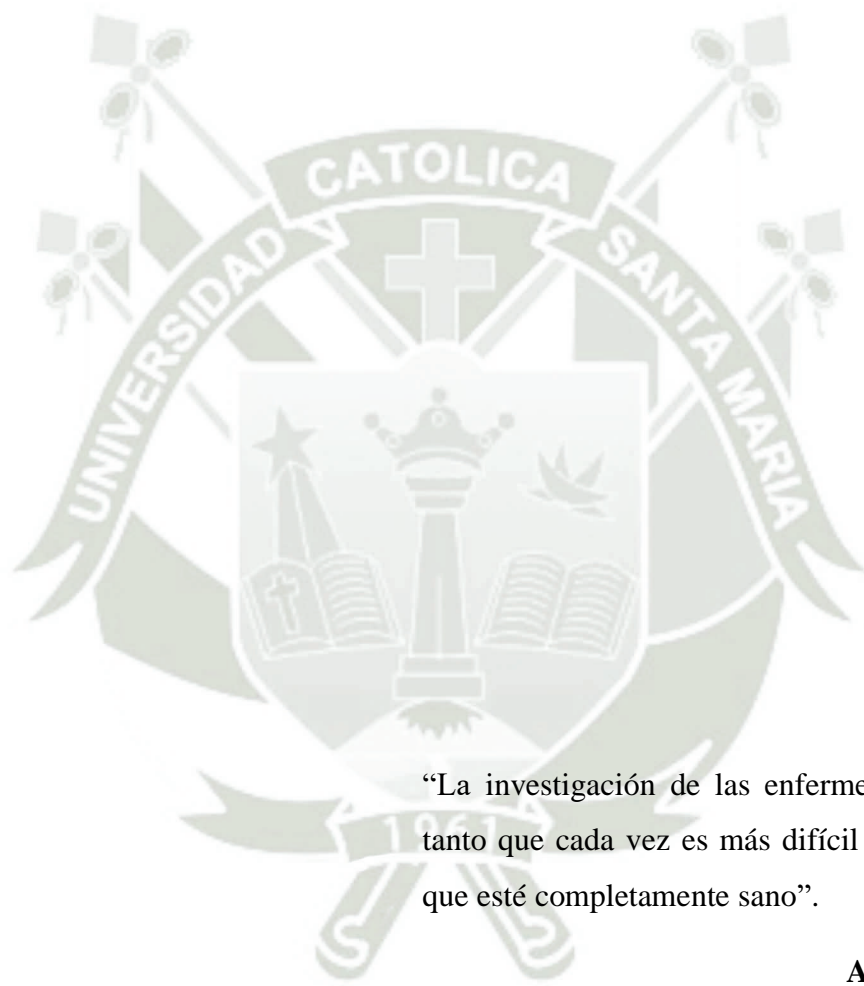 CATOLICA
UNIVERSIDAD
SANTA MARIA
“La investigación de las
tanto que cada vez es más difícil
que esté completamente sano”.
1961